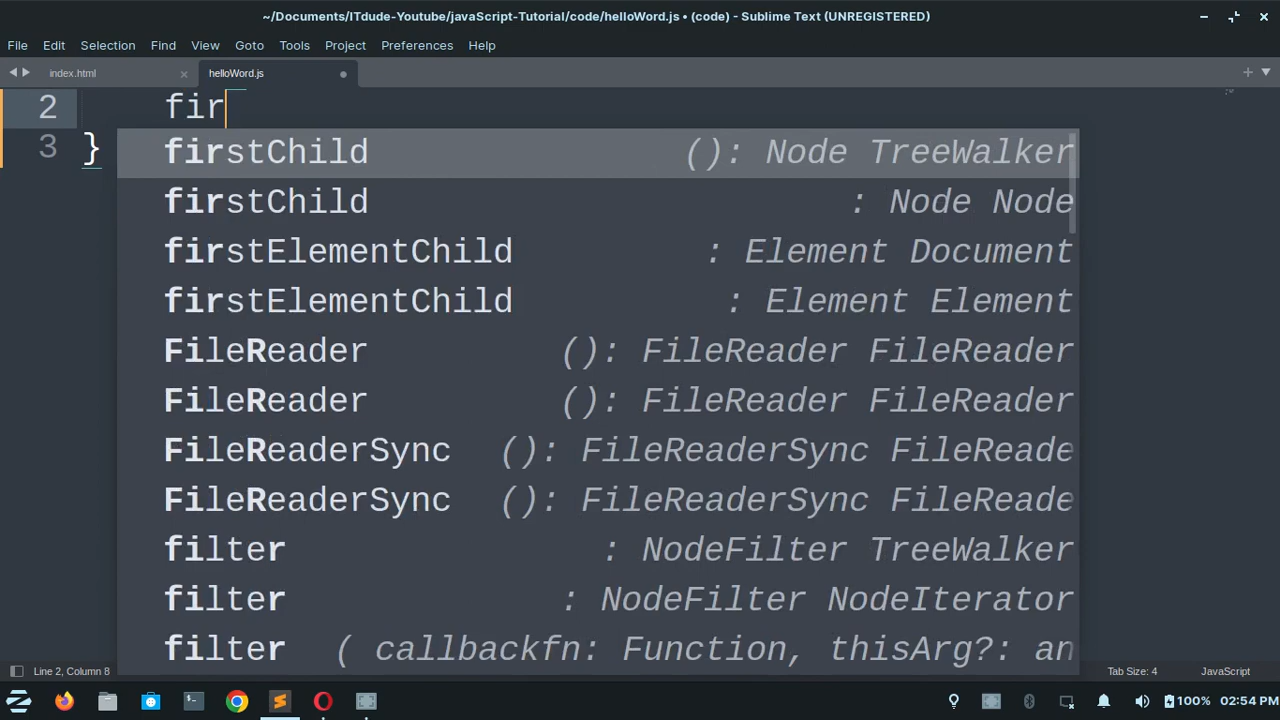 ~/Documents/ITdude-Youtube/javaScript-Tutorial/code/helloWord.js • (code) - Sublime Text (UNREGISTERED)
File Edit Selection Find View Goto Tools Project Preferences Help
index.html helloWord.js
2 fir
3 }
firstChild (): Node TreeWalker
firstChild : Node Node
firstElementChild : Element Document
firstElementChild : Element Element
FileReader (): FileReader FileReader
FileReader (): FileReader FileReader
FileReaderSync (): FileReaderSync FileReade
FileReaderSync (): FileReaderSync FileReade
filter : NodeFilter TreeWalker
filter : NodeFilter NodeIterator
filter ( callbackfn: Function, thisArg?: an
Line 2, Column 8 Tab Size: 4 JavaScript
100% 02:54 PM